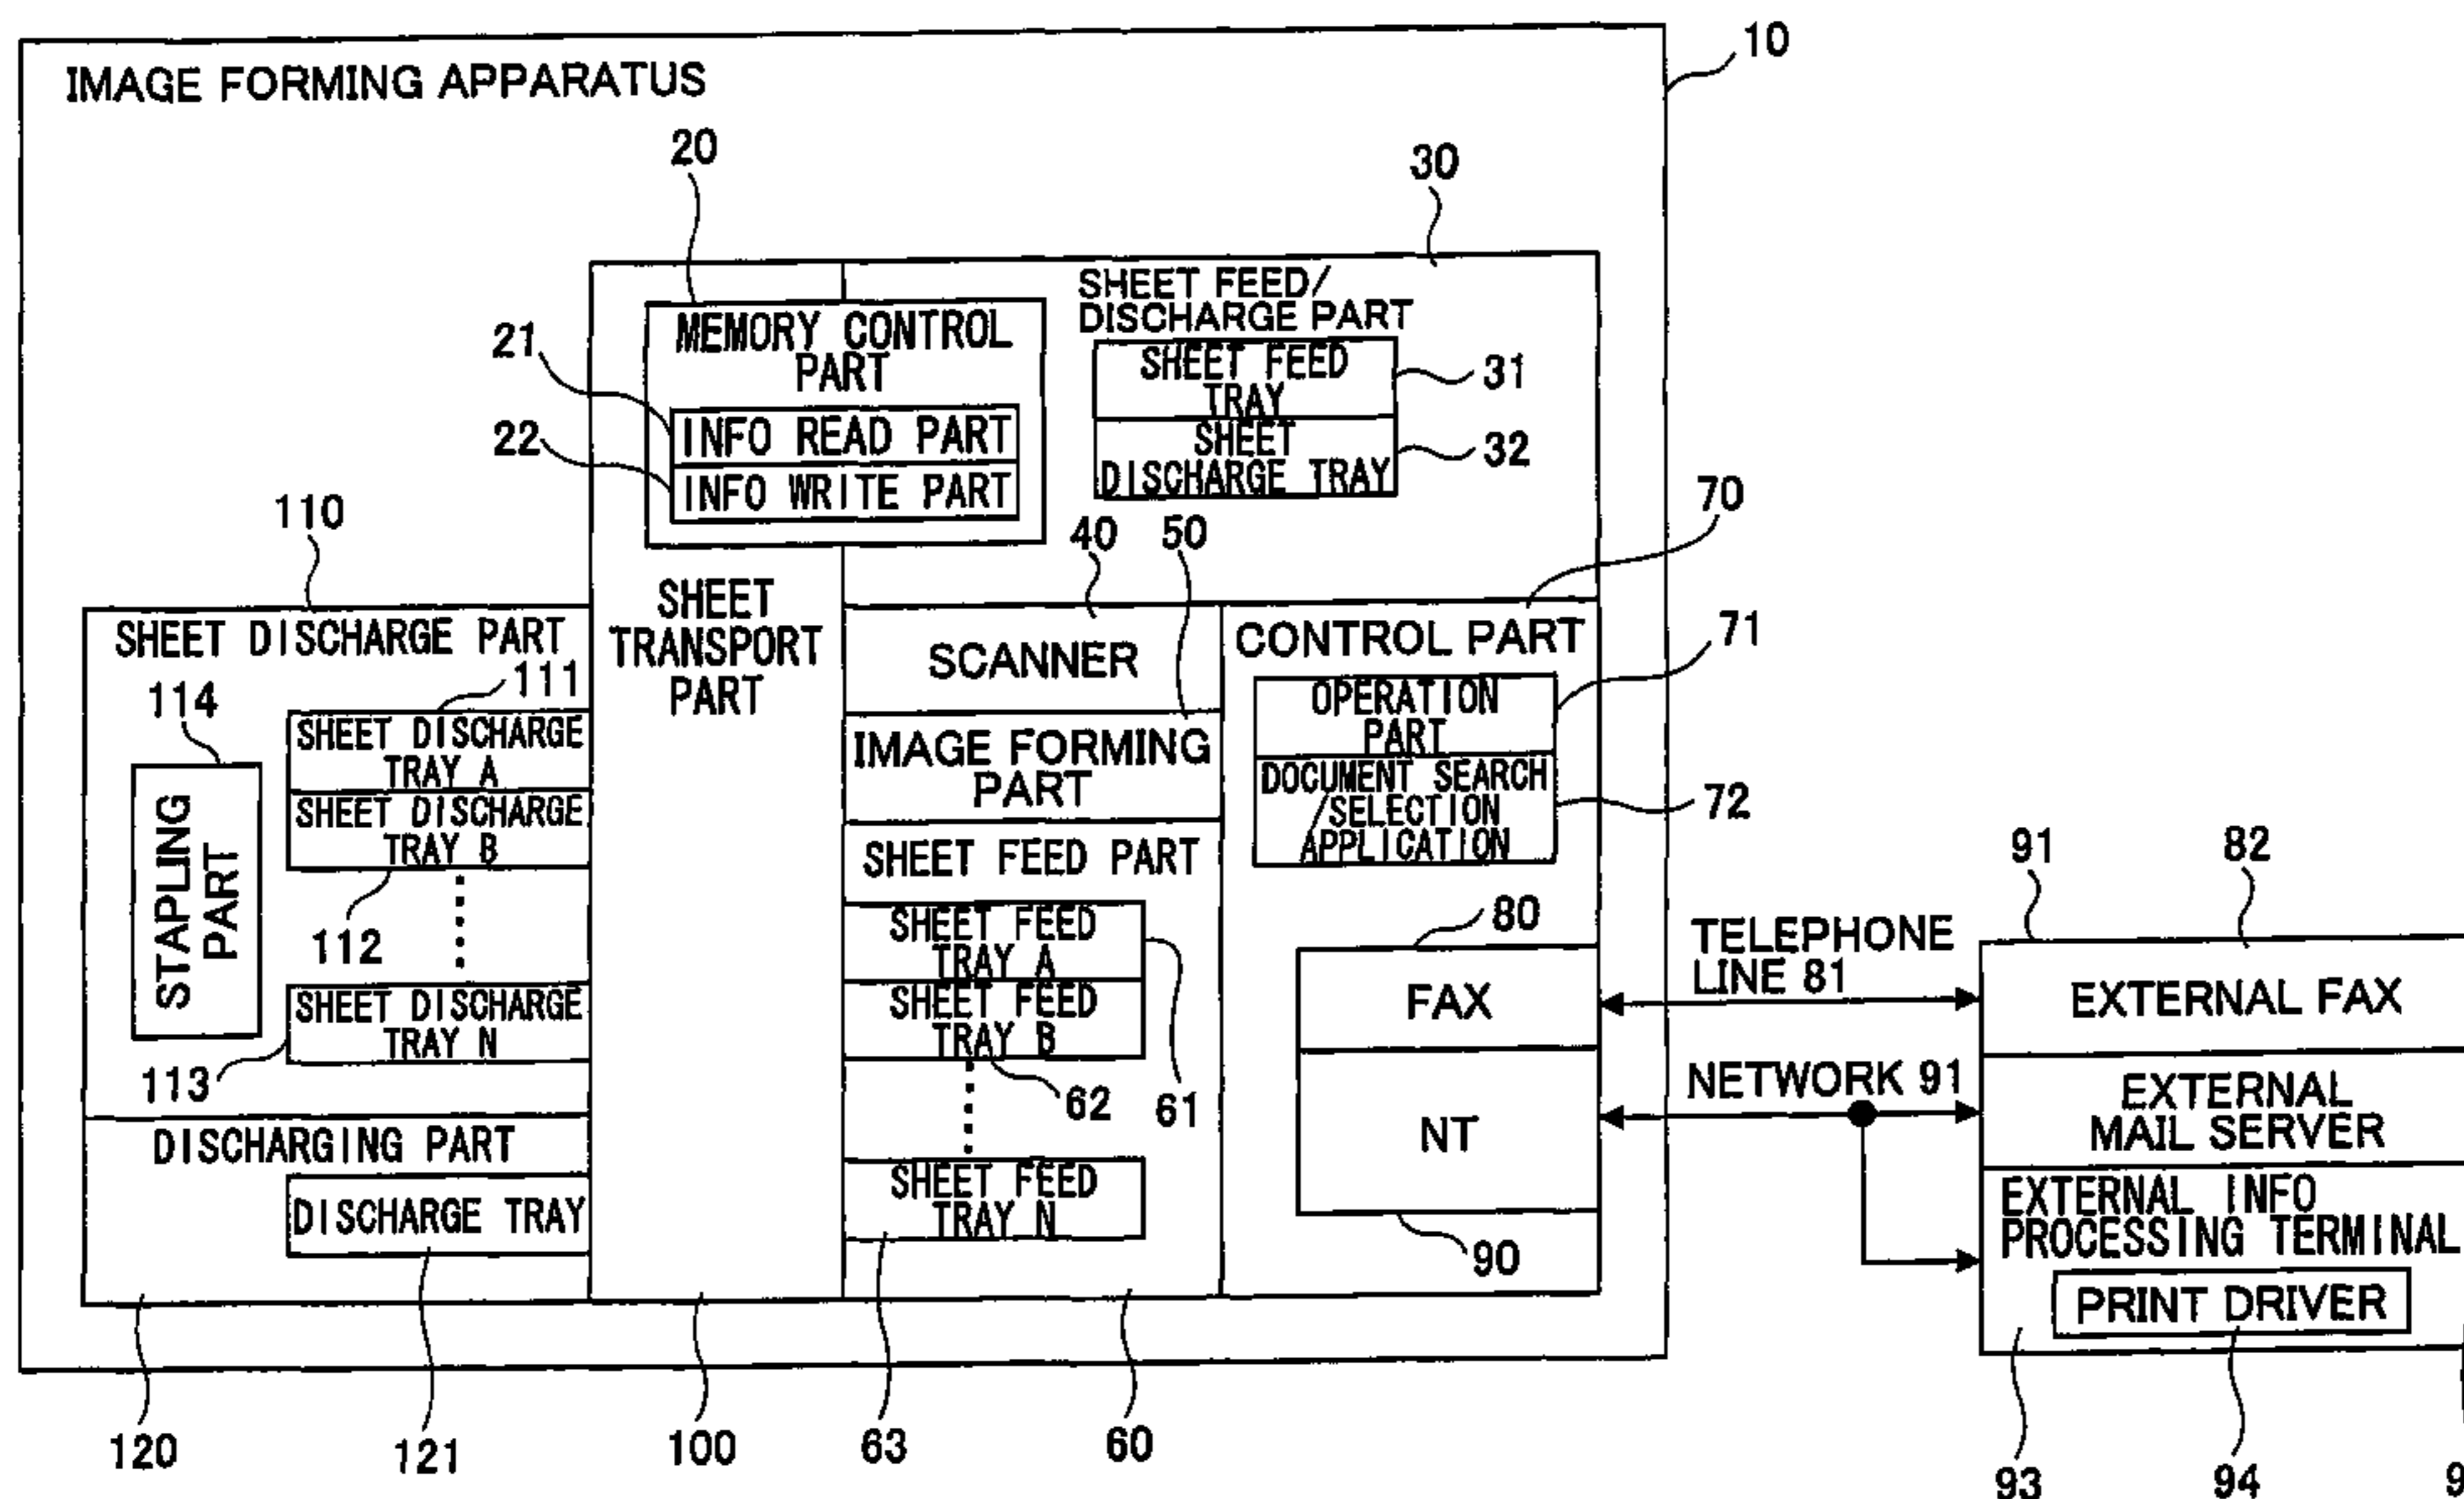 IMAGE FORMING APPARATUS
10
20
30
MEMORY CONTROL
PART
21
INFO READ PART
22
INFO WRITE PART
SHEET FEED/
DISCHARGE PART
SHEET FEED
TRAY
31
SHEET
DISCHARGE TRAY
32
110
SHEET DISCHARGE PART
114
STAPLING
PART
111
SHEET DISCHARGE
TRAY A
SHEET DISCHARGE
TRAY B
112
SHEET DISCHARGE
TRAY N
113
DISCHARGING PART
DISCHARGE TRAY
SHEET
TRANSPORT
PART
40
50
SCANNER
IMAGE FORMING
PART
SHEET FEED PART
SHEET FEED
TRAY A
61
SHEET FEED
TRAY B
62
SHEET FEED
TRAY N
70
CONTROL PART
71
OPERATION
PART
DOCUMENT SEARCH
/SELECTION
APPLICATION
72
80
FAX
NT
90
TELEPHONE
LINE 81
NETWORK 91
91
82
EXTERNAL FAX
EXTERNAL
MAIL SERVER
EXTERNAL INFO
PROCESSING TERMINAL
PRINT DRIVER
120
121
100
63
60
93
94